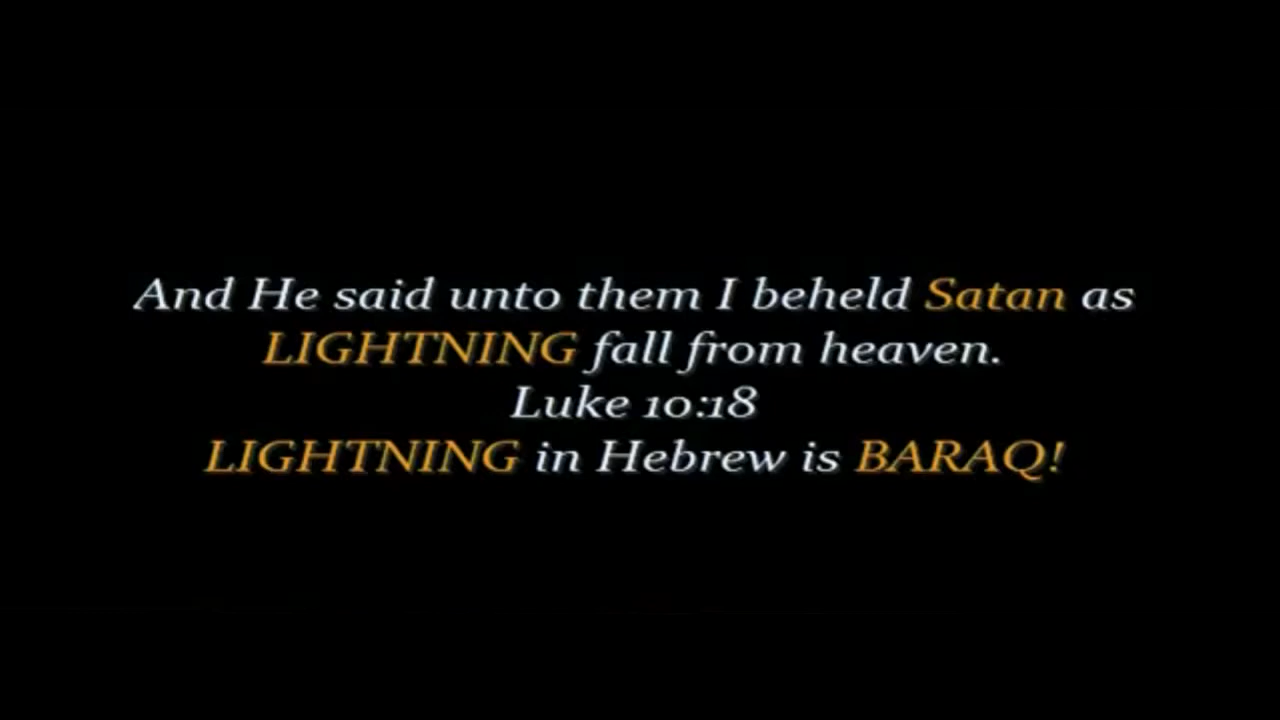 And He said unto them I beheld Satan as
LIGHTNING fall from heaven.
Luke 10:18
LIGHTNING in Hebrew is BARAQ!